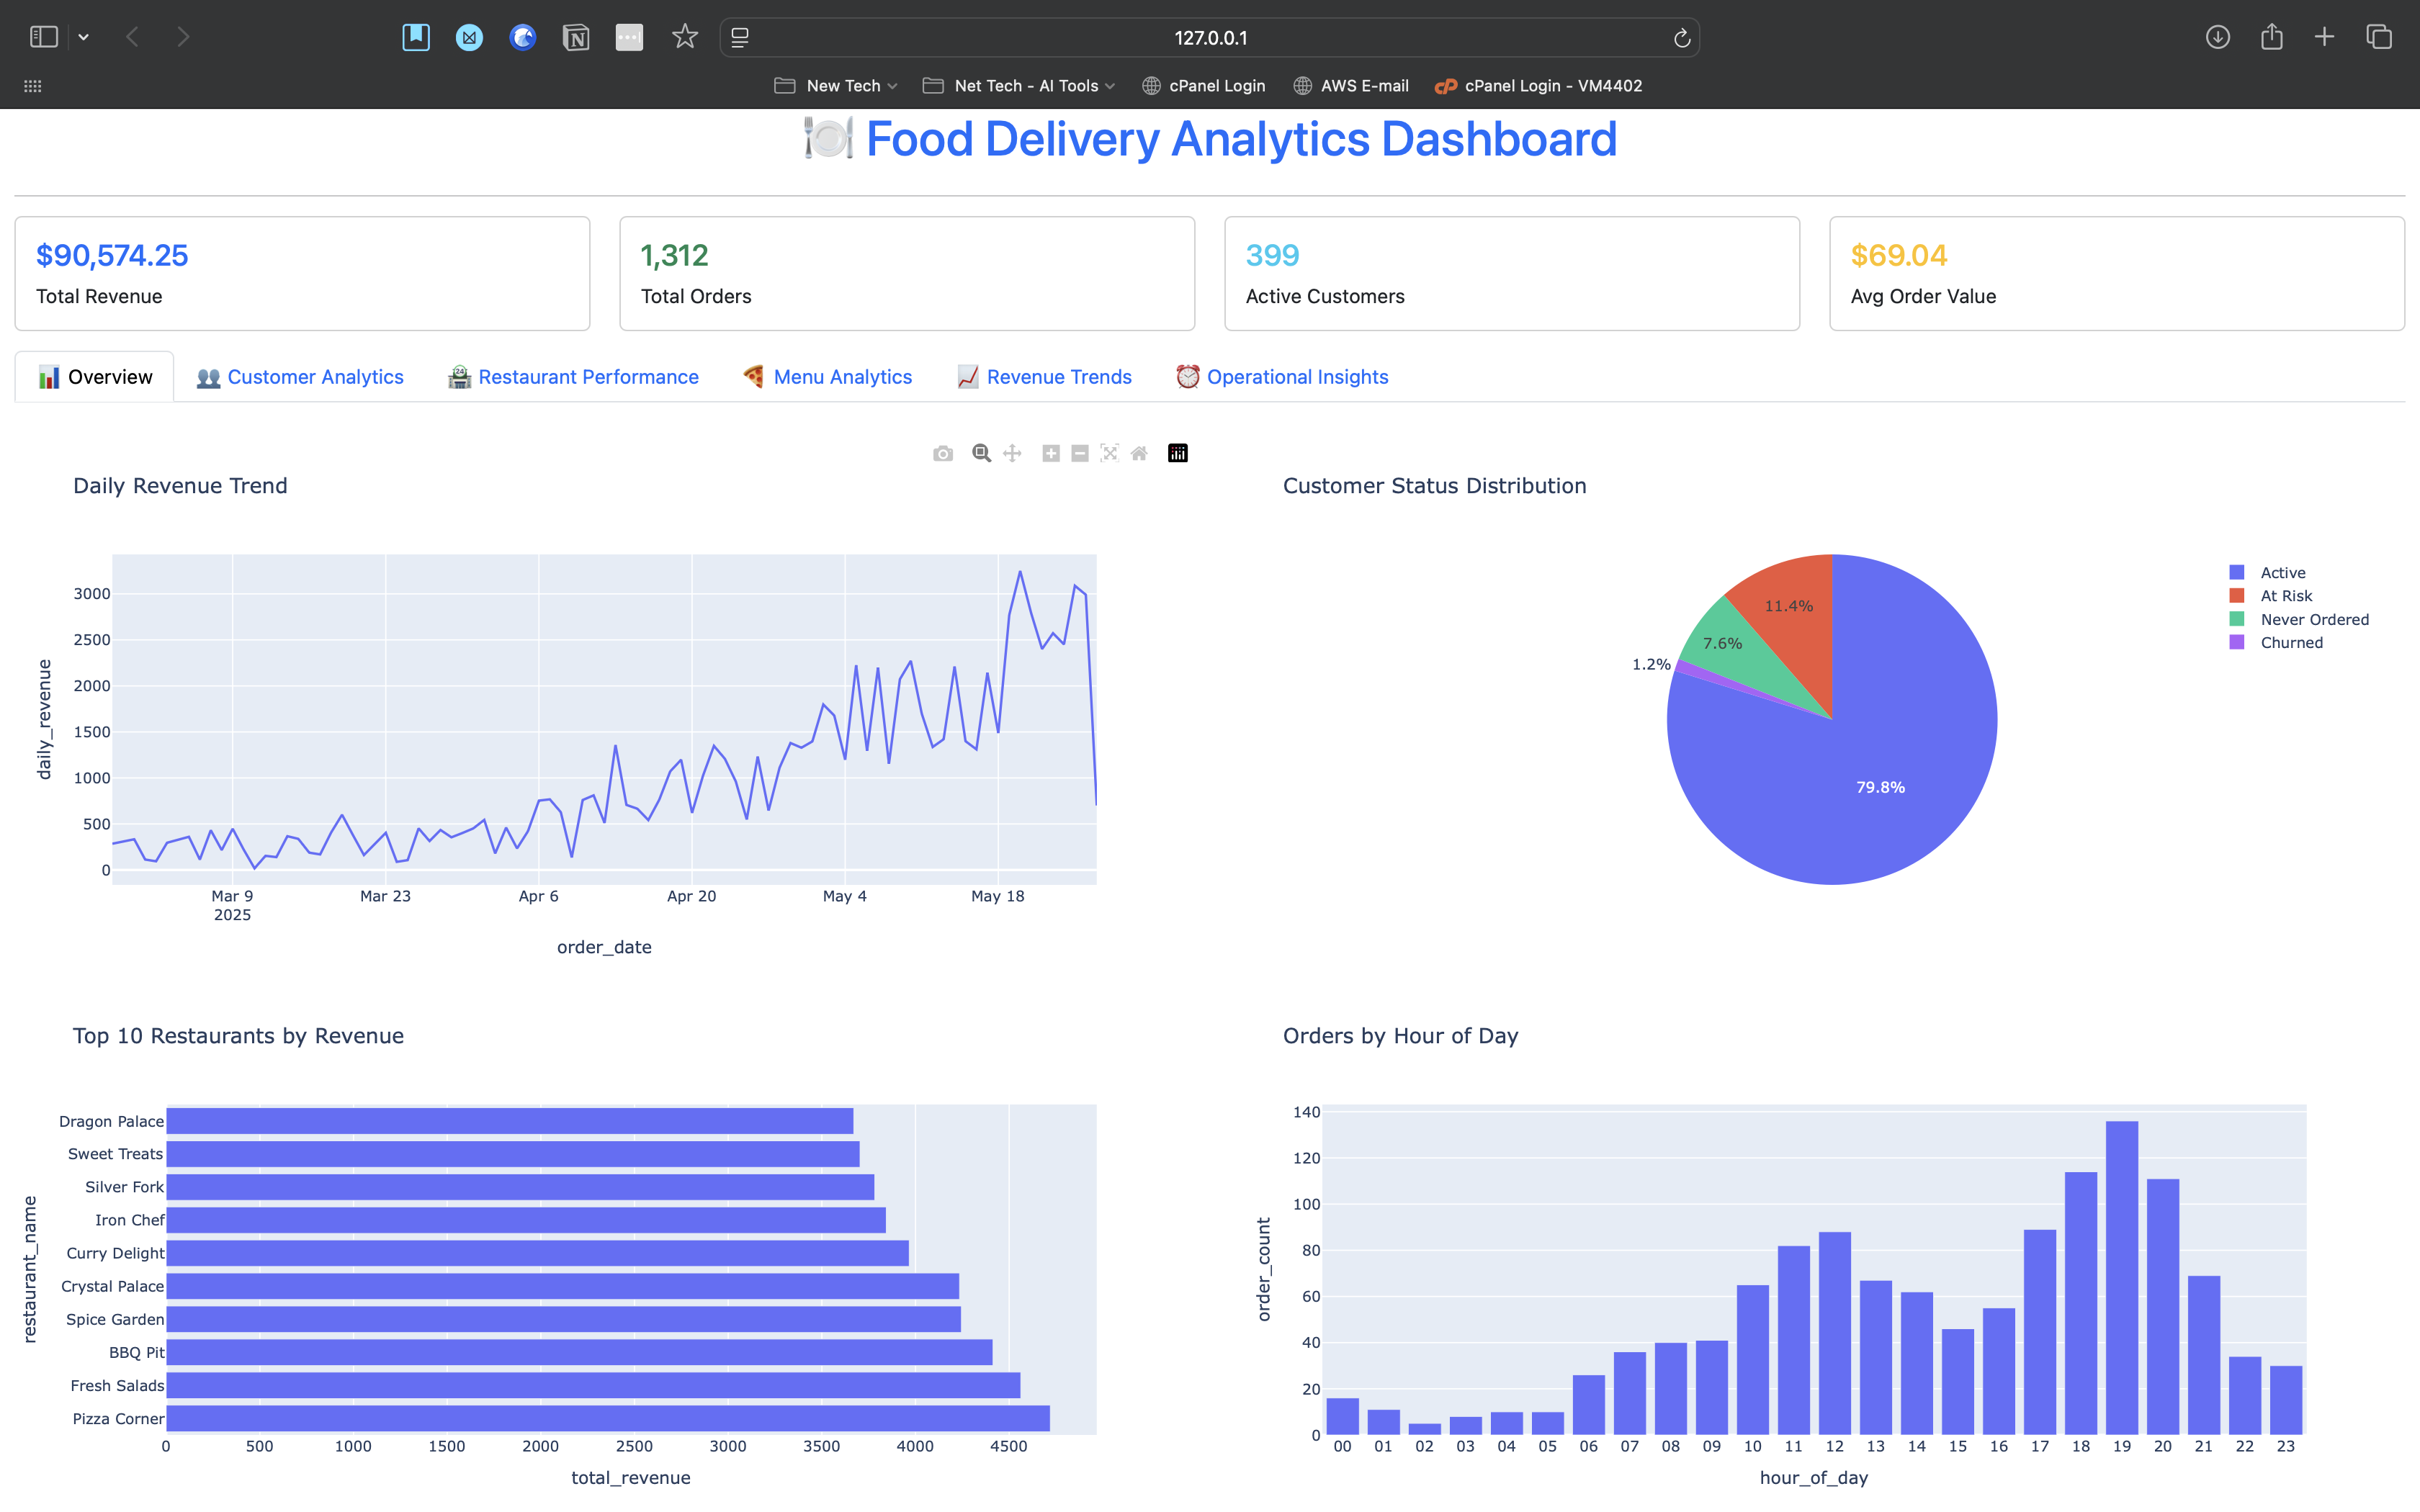 127.0.0.1
New Tech
Net Tech - AI Tools
cPanel Login
AWS E-mail
cPanel Login - VM4402
Food Delivery Analytics Dashboard
$90,574.25
Total Revenue
1,312
Total Orders
399
Active Customers
$69.04
Avg Order Value
Overview
Customer Analytics
Restaurant Performance
Menu Analytics
Revenue Trends
Operational Insights
Daily Revenue Trend
daily_revenue
3000
2500
2000
1500
1000
500
0
Mar 9
2025
Mar 23
Apr 6
Apr 20
May 4
May 18
order_date
Customer Status Distribution
11.4%
7.6%
1.2%
79.8%
Active
At Risk
Never Ordered
Churned
Top 10 Restaurants by Revenue
restaurant_name
Dragon Palace
Sweet Treats
Silver Fork
Iron Chef
Curry Delight
Crystal Palace
Spice Garden
BBQ Pit
Fresh Salads
Pizza Corner
0 500 1000 1500 2000 2500 3000 3500 4000 4500
total_revenue
Orders by Hour of Day
order_count
140
120
100
80
60
40
20
0
00 01 02 03 04 05 06 07 08 09 10 11 12 13 14 15 16 17 18 19 20 21 22 23
hour_of_day